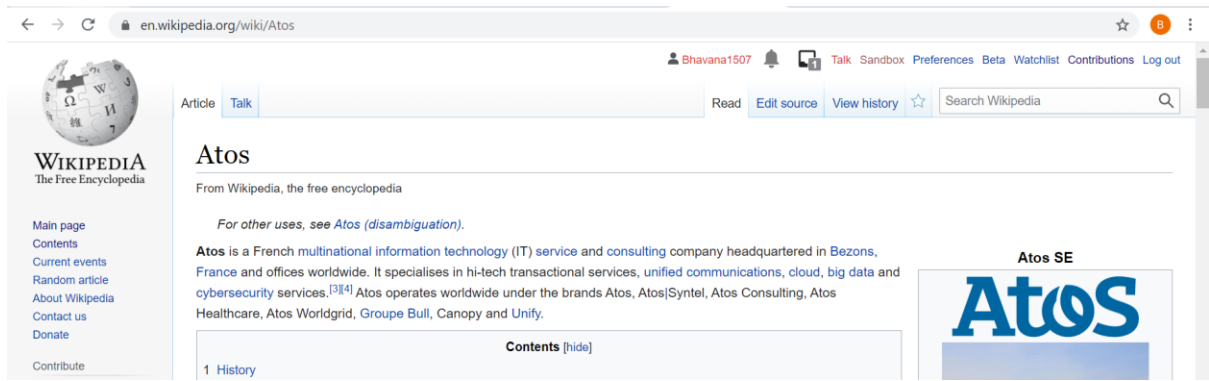 en.wikipedia.org/wiki/Atos
B
Bhavana1507 1 Talk Sandbox Preferences Beta Watchlist Contributions Log out
Article Talk Read Edit source View history Search Wikipedia
WIKIPEDIA
The Free Encyclopedia
Main page
Contents
Current events
Random article
About Wikipedia
Contact us
Donate
Contribute
Atos
From Wikipedia, the free encyclopedia
For other uses, see Atos (disambiguation).
Atos is a French multinational information technology (IT) service and consulting company headquartered in Bezons,
France and offices worldwide. It specialises in hi-tech transactional services, unified communications, cloud, big data and
cybersecurity services.[3][4] Atos operates worldwide under the brands Atos, Atos|Syntel, Atos Consulting, Atos
Healthcare, Atos Worldgrid, Groupe Bull, Canopy and Unify.
Contents [hide]
1 History
Atos SE
Atos